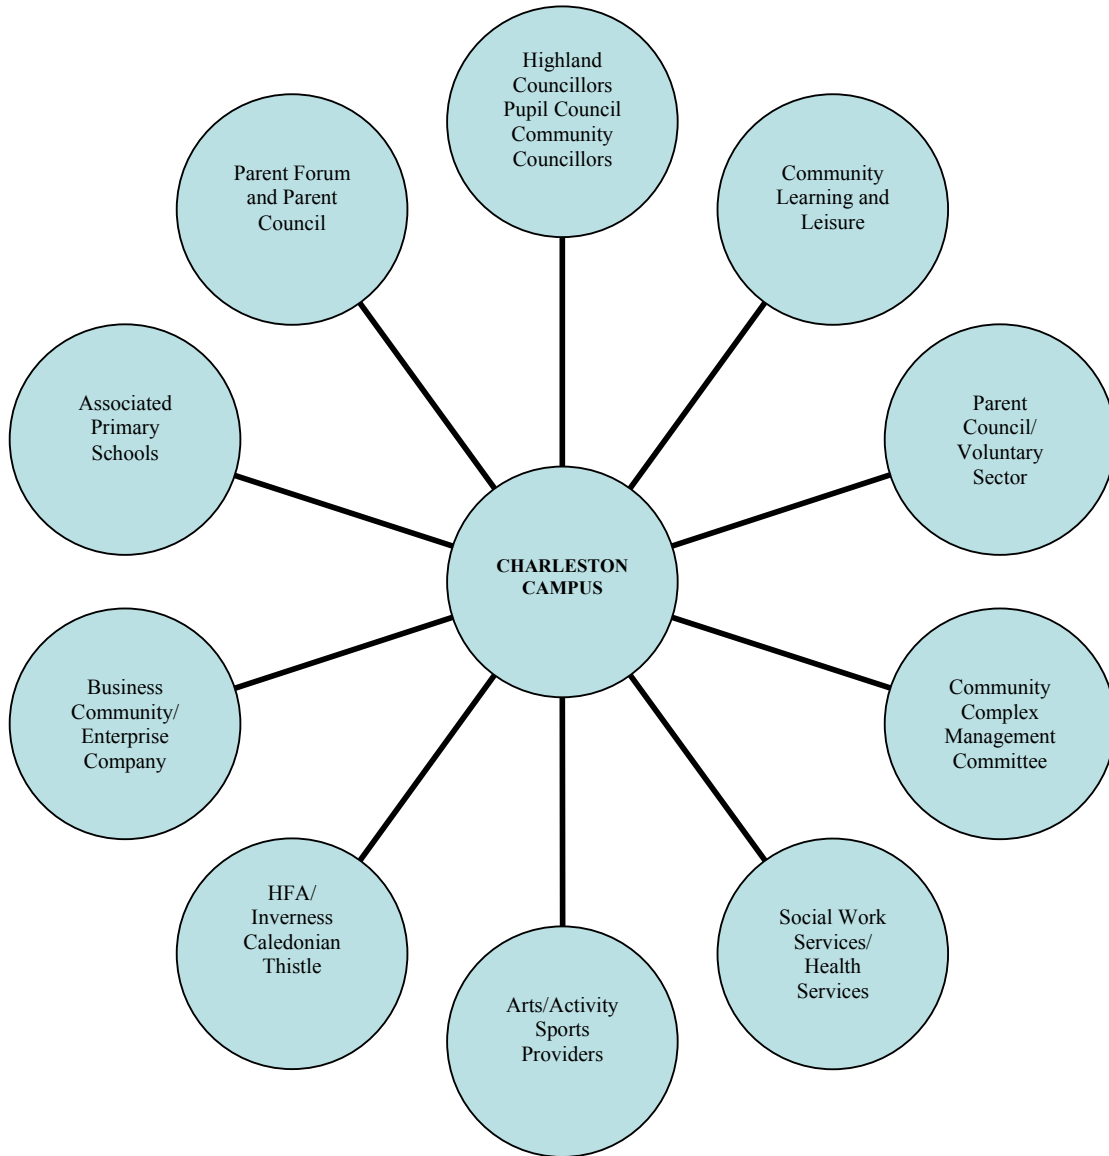 Highland
Councillors
Pupil Council
Community
Councillors
Parent Forum
and Parent
Council
Community
Learning and
Leisure
Associated
Primary
Schools
Parent
Council/
Voluntary
Sector
CHARLESTON
CAMPUS
Business
Community/
Enterprise
Company
Community
Complex
Management
Committee
HFA/
Inverness
Caledonian
Thistle
Social Work
Services/
Health
Services
Arts/Activity
Sports
Providers